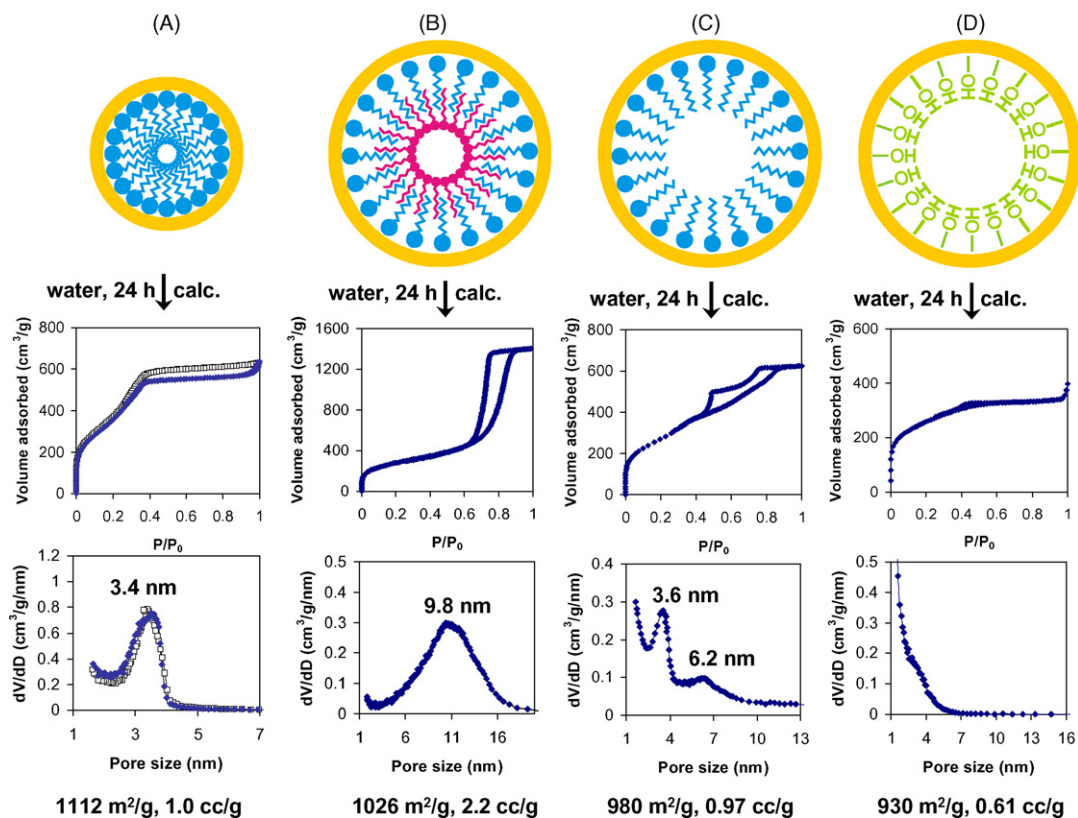 (A)
(B)
(C)
(D)
OH
HO
water, 24 h calc.
water, 24 h calc.
water, 24 h calc.
water, 24 h calc.
Volume adsorbed (cm³/g)
800
600
400
200
0
0 0.2 0.4 0.6 0.8 1
P/P₀
Volume adsorbed (cm³/g)
1600
1200
800
400
0
0 0.2 0.4 0.6 0.8 1
P/P₀
Volume adsorbed (cm³/g)
800
600
400
200
0
0 0.2 0.4 0.6 0.8 1
P/P₀
Volume adsorbed (cm³/g)
600
400
200
0
0 0.2 0.4 0.6 0.8 1
P/P₀
dV/dD (cm³/g/nm)
1.2
1
0.8
0.6
0.4
0.2
0
3.4 nm
1 3 5 7
Pore size (nm)
dV/dD (cm³/g/nm)
0.5
0.4
0.3
0.2
0.1
0
9.8 nm
1 6 11 16
Pore size (nm)
dV/dD (cm³/g/nm)
0.4
0.3
0.2
0.1
0
3.6 nm
6.2 nm
1 4 7 10 13
Pore size (nm)
dV/dD (cm³/g/nm)
0.5
0.4
0.3
0.2
0.1
0
1 4 7 10 13 16
Pore size (nm)
1112 m²/g, 1.0 cc/g
1026 m²/g, 2.2 cc/g
980 m²/g, 0.97 cc/g
930 m²/g, 0.61 cc/g